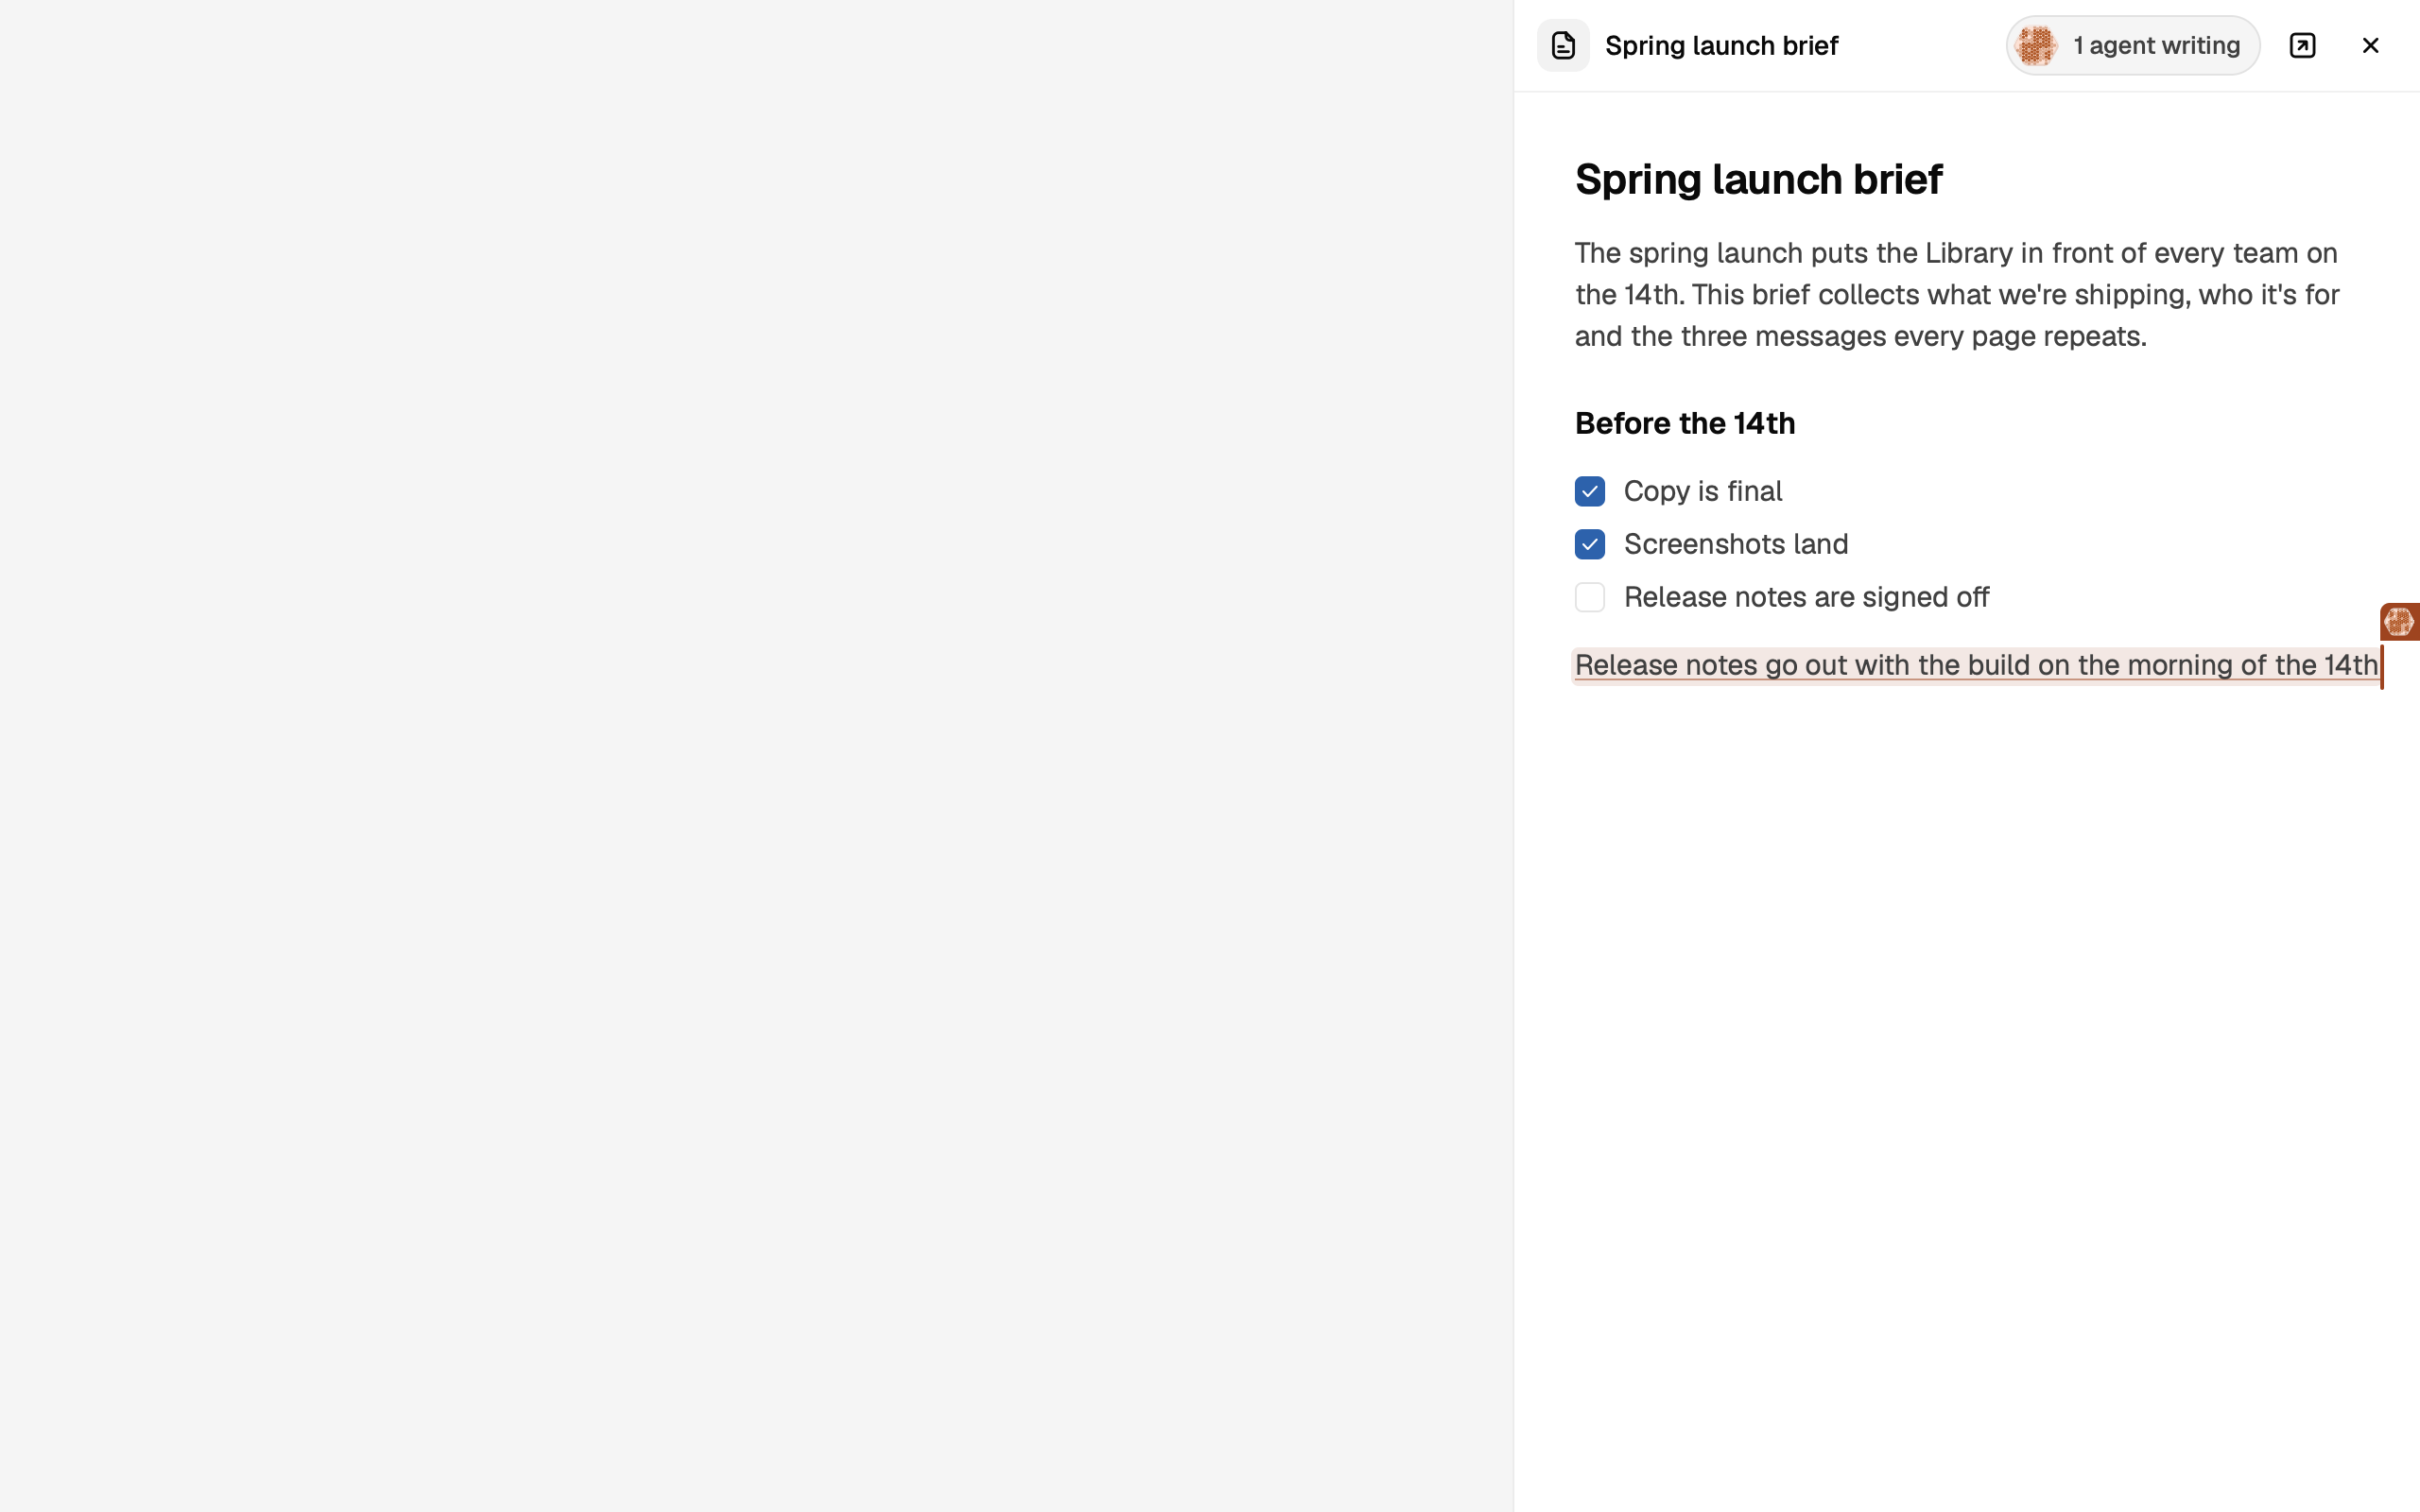 Spring launch brief
1 agent writing
Spring launch brief
The spring launch puts the Library in front of every team on
the 14th. This brief collects what we're shipping, who it's for
and the three messages every page repeats.
Before the 14th
Copy is final
Screenshots land
Release notes are signed off
Release notes go out with the build on the morning of the 14th